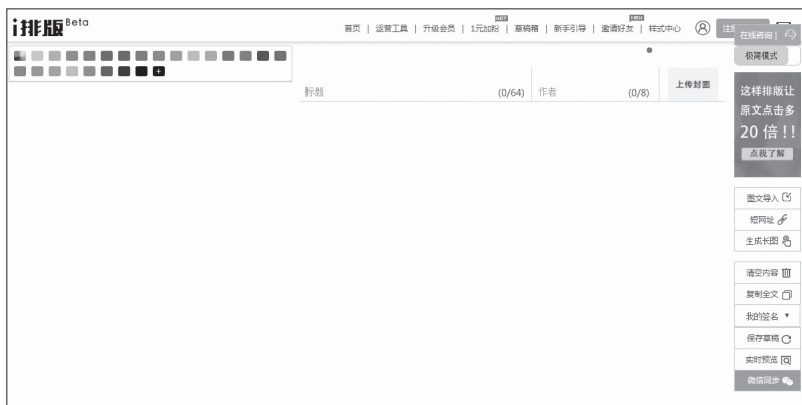 i排版 Beta
首页 | 运营工具 | 升级会员 | 1元加粉 HOT | 草稿箱 | 新手引导 | 邀请好友 NEW | 样式中心
在线咨询 |
极简模式
标题 (0/64) 作者 (0/8) 上传封面
这样排版让
原文点击多
20 倍 !!
点我了解
图文导入
短网址
生成长图
清空内容
复制全文
我的签名 ▼
保存草稿
实时预览
微信同步